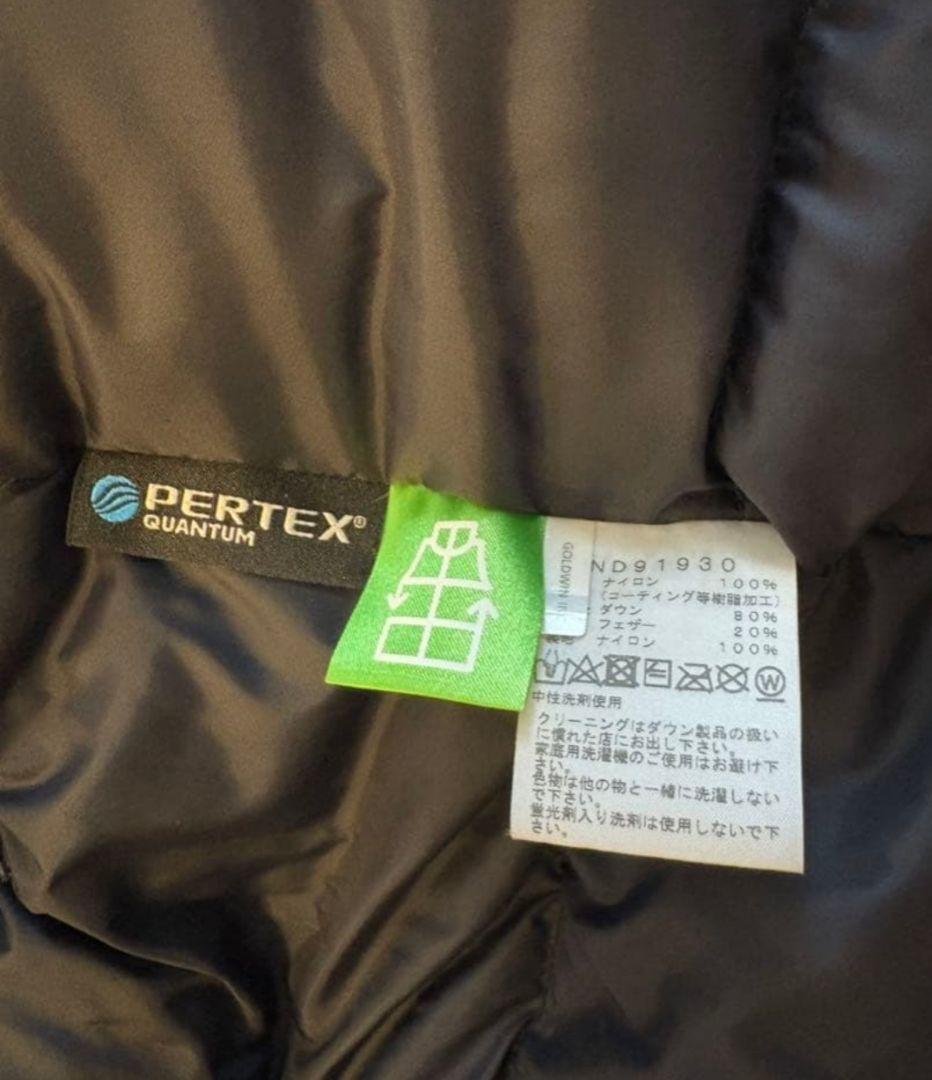 PERTEX®
QUANTUM
GOLDWIN
ND91930
ナイロン 100%
(コーティング等樹脂加工)
ダウン 80%
フェザー 20%
ナイロン 100%
W
中性洗剤使用
クリーニングはダウン製品の扱い
に慣れた店にお出し下さい。
家庭用洗濯機のご使用はお避け下
さい。
色物は他の物と一緒に洗濯しない
で下さい。
蛍光剤入り洗剤は使用しないで下
さい。